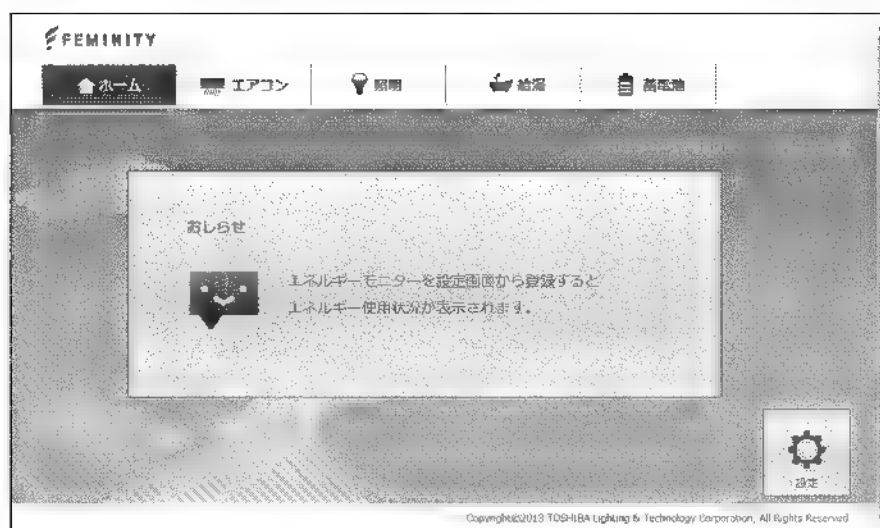 FEMINITY
ホーム
エアコン
照明
給湯
蓄電池
おしらせ
エネルギーモニターを設定画面から登録すると
エネルギー使用状況が表示されます。
設定
Copyright©2013 TOSHIBA Lighting & Technology Corporation, All Rights Reserved